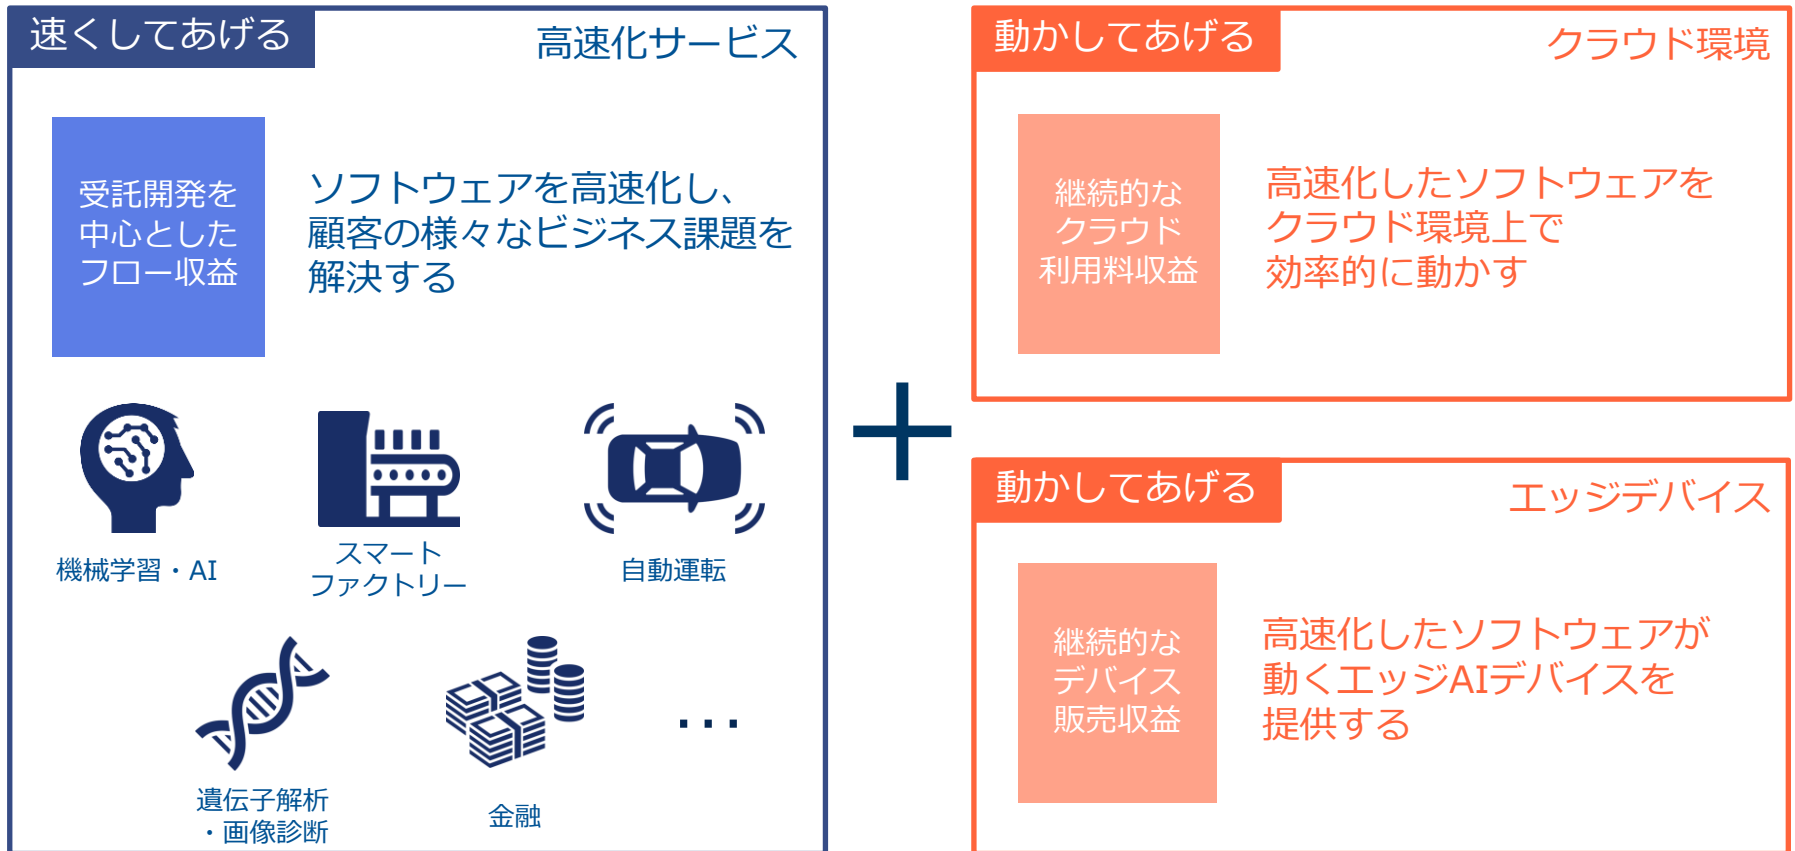 速くしてあげる
高速化サービス
受託開発を
中心とした
フロー収益
ソフトウェアを高速化し、
顧客の様々なビジネス課題を
解決する
機械学習・AI
スマート
ファクトリー
自動運転
遺伝子解析
・画像診断
金融
…
+
動かしてあげる
クラウド環境
継続的な
クラウド
利用料収益
高速化したソフトウェアを
クラウド環境上で
効率的に動かす
動かしてあげる
エッジデバイス
継続的な
デバイス
販売収益
高速化したソフトウェアが
動くエッジAIデバイスを
提供する